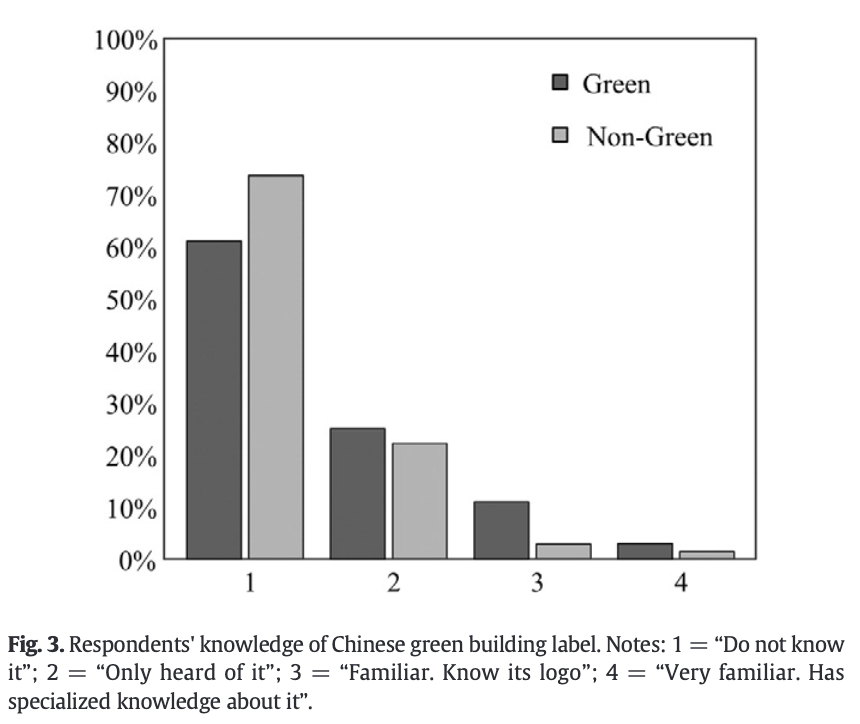 100%
90%
80%
70%
60%
50%
40%
30%
20%
10%
0%
Green
Non-Green
1 2 3 4
Fig. 3. Respondents' knowledge of Chinese green building label. Notes: 1 = “Do not know
it”; 2 = “Only heard of it”; 3 = “Familiar. Know its logo”; 4 = “Very familiar. Has
specialized knowledge about it”.